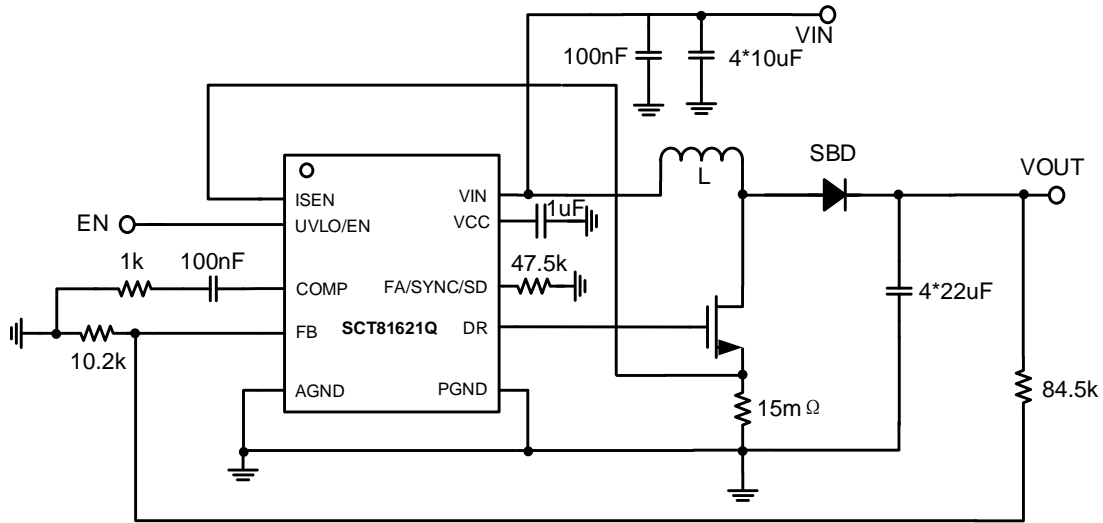 VIN
100nF
4*10uF
SBD
VOUT
L
ISEN
VIN
1uF
EN
UVLO/EN
VCC
1k
100nF
47.5k
COMP
FA/SYNC/SD
4*22uF
FB
SCT81621Q
DR
10.2k
AGND
PGND
15mΩ
84.5k